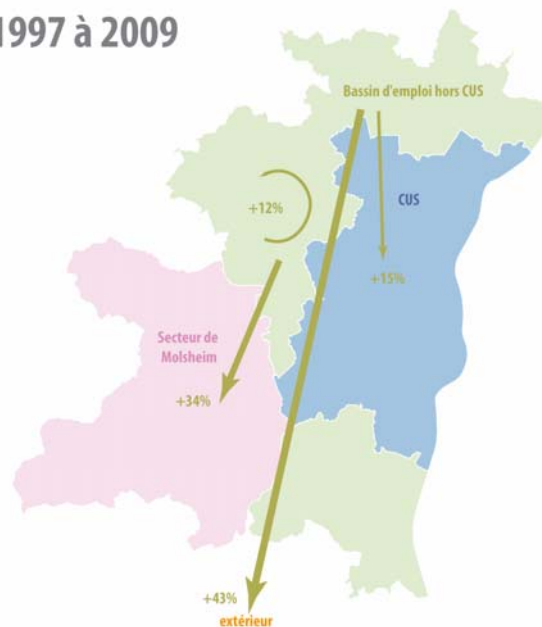 1997 à 2009
Bassin d'emploi hors CUS
+12%
CUS
+15%
Secteur de
Molsheim
+34%
+43%
extérieur